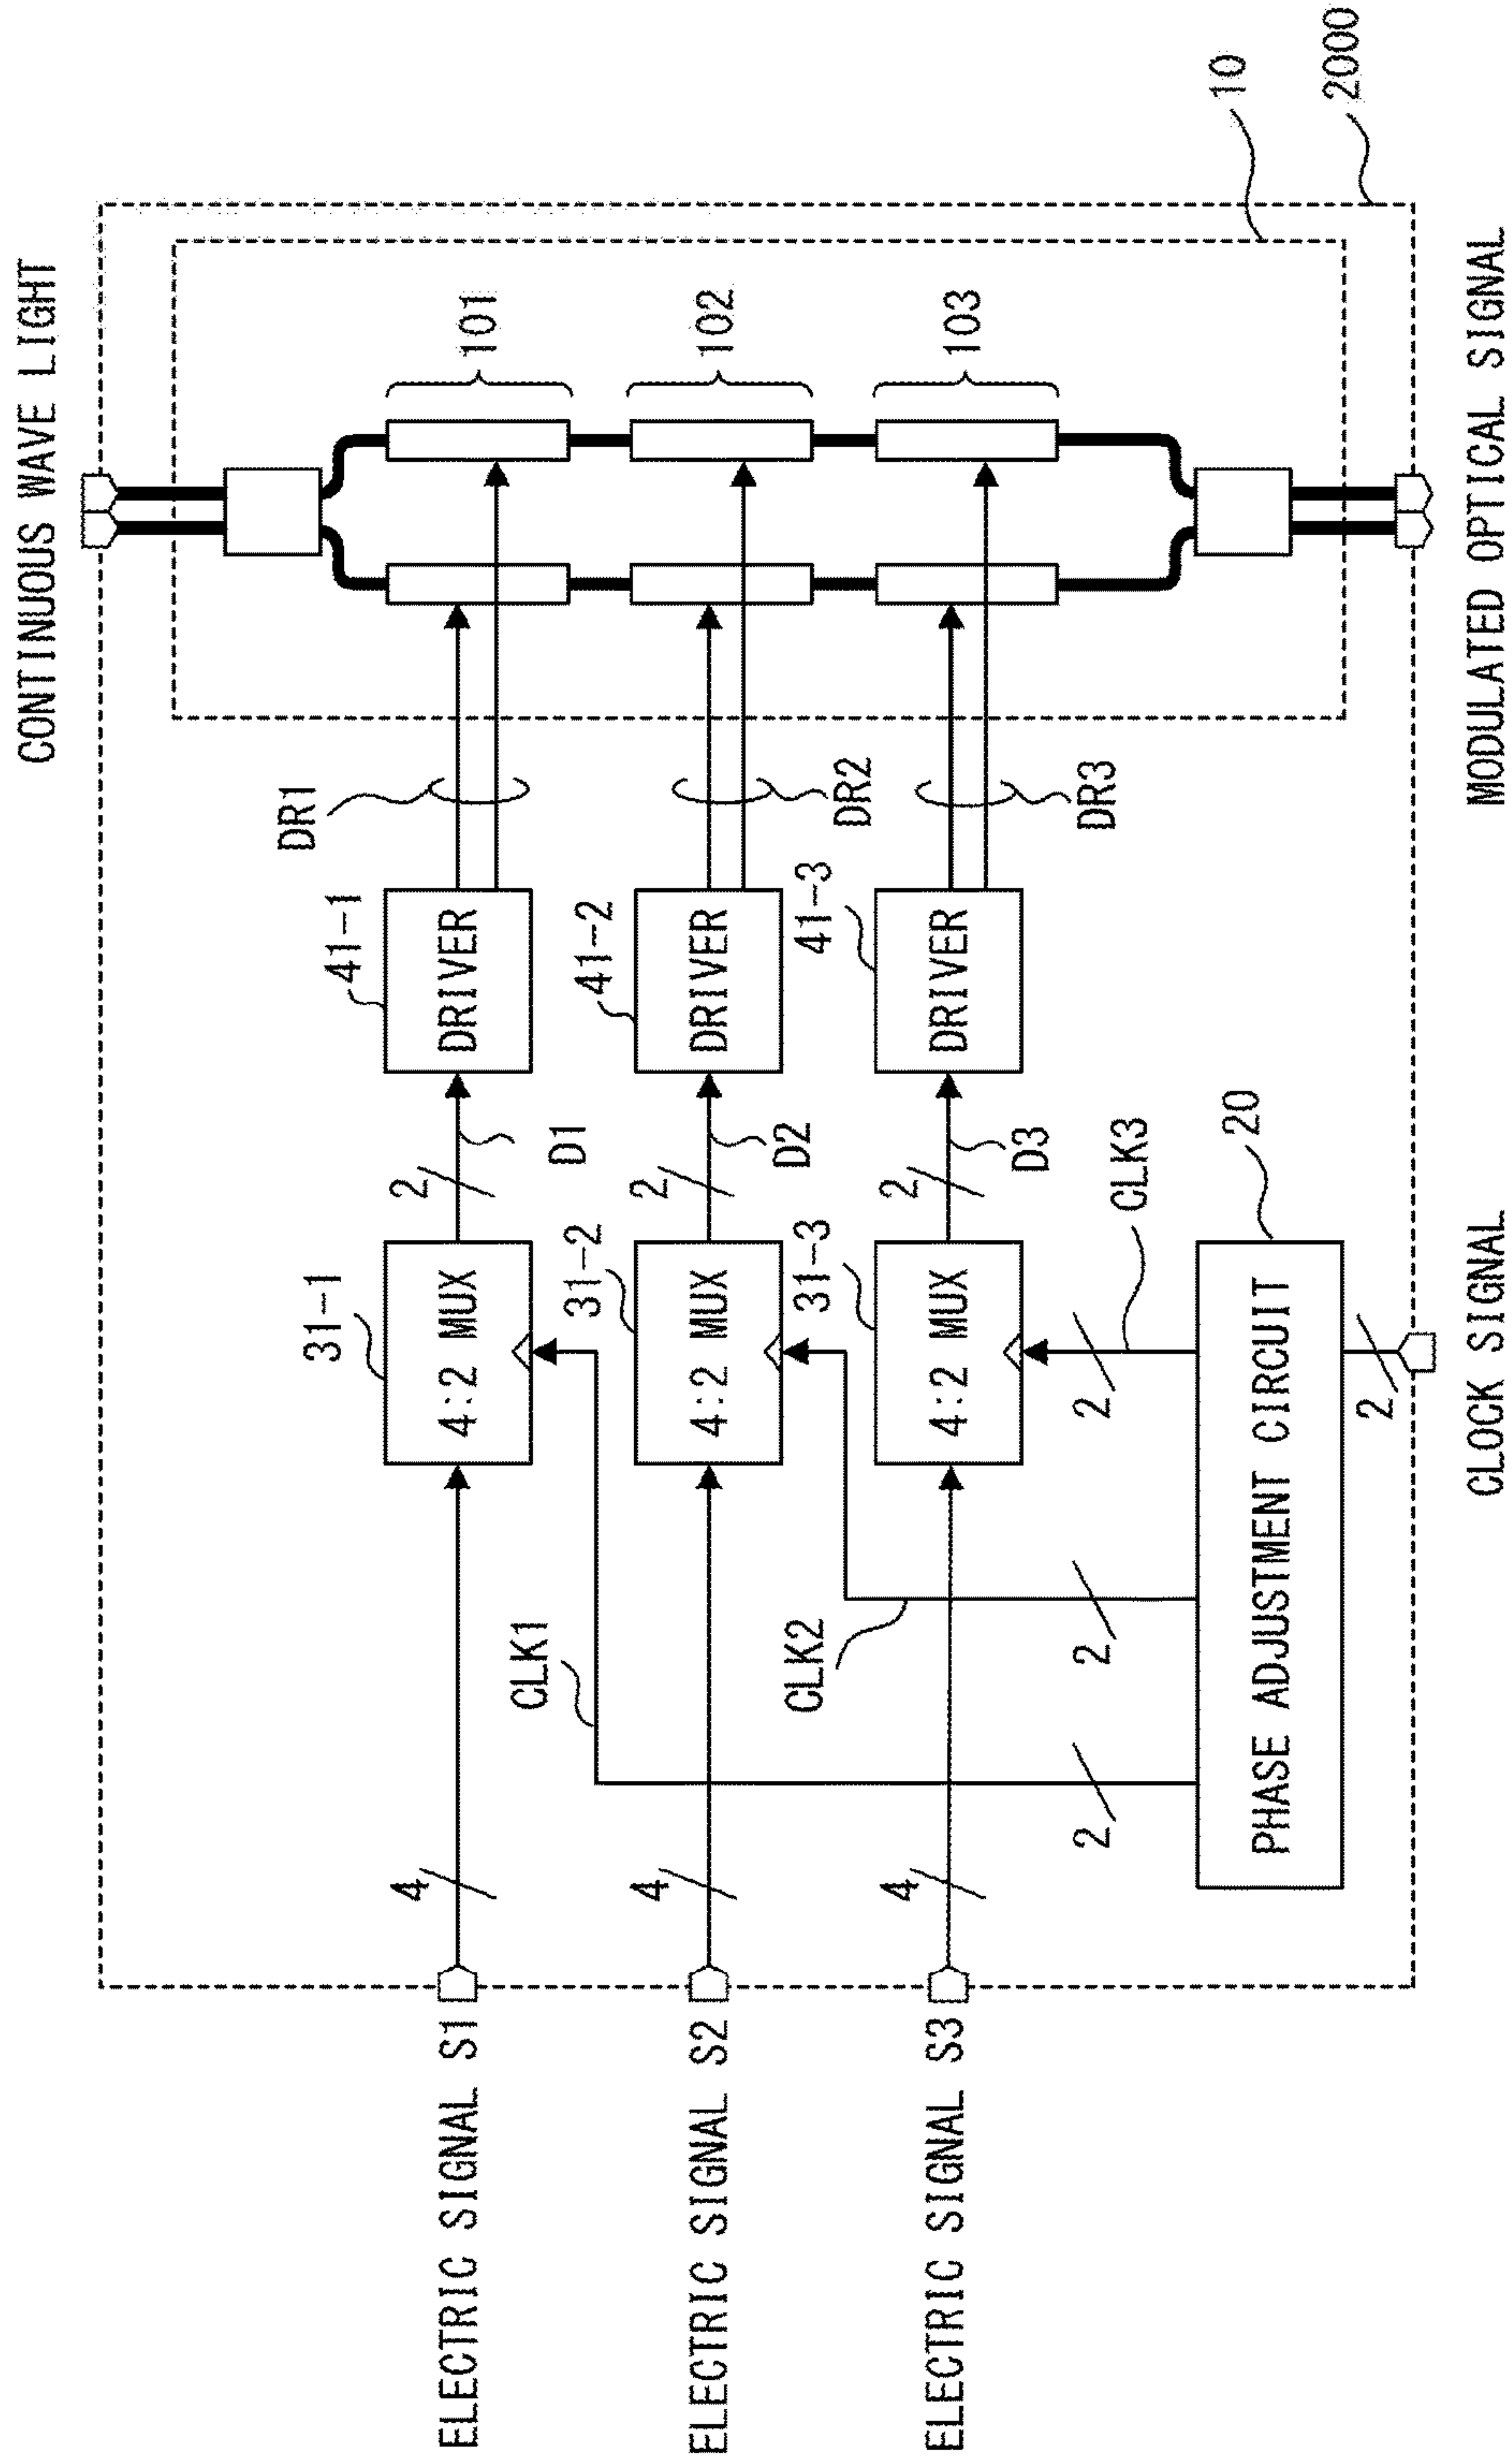 CONTINUOUS WAVE LIGHT
10
2000
101
102
103
DR1
DR2
DR3
41-1
DRIVER
41-2
DRIVER
41-3
DRIVER
2
D1
2
D2
2
D3
31-1
4:2 MUX
31-2
4:2 MUX
31-3
4:2 MUX
CLK1
CLK2
CLK3
2
2
2
2
20
PHASE ADJUSTMENT CIRCUIT
4
4
4
ELECTRIC SIGNAL S1
ELECTRIC SIGNAL S2
ELECTRIC SIGNAL S3
CLOCK SIGNAL
MODULATED OPTICAL SIGNAL